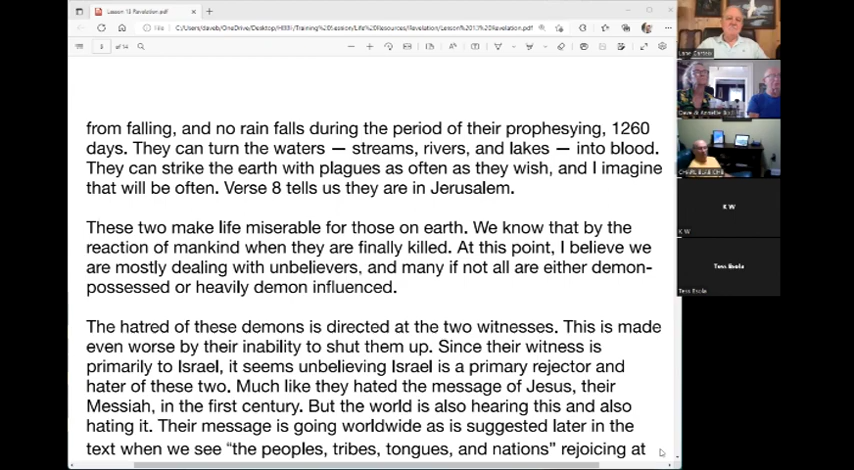 Lesson 13 Revelation.pdf
File
3
of 14
from falling, and no rain falls during the period of their prophesying, 1260
days. They can turn the waters — streams, rivers, and lakes — into blood.
They can strike the earth with plagues as often as they wish, and I imagine
that will be often. Verse 8 tells us they are in Jerusalem.
These two make life miserable for those on earth. We know that by the
reaction of mankind when they are finally killed. At this point, I believe we
are mostly dealing with unbelievers, and many if not all are either demon-
possessed or heavily demon influenced.
The hatred of these demons is directed at the two witnesses. This is made
even worse by their inability to shut them up. Since their witness is
primarily to Israel, it seems unbelieving Israel is a primary rejector and
hater of these two. Much like they hated the message of Jesus, their
Messiah, in the first century. But the world is also hearing this and also
hating it. Their message is going worldwide as is suggested later in the
text when we see “the peoples, tribes, tongues, and nations” rejoicing at
K W
K W